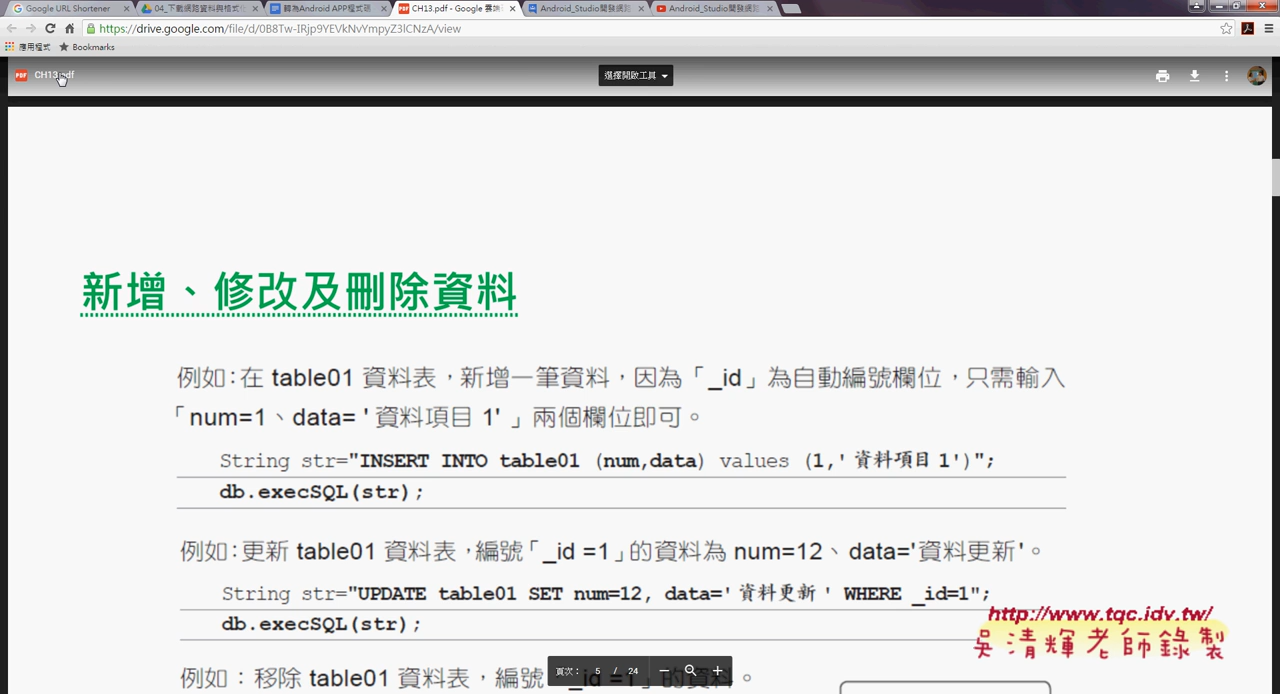 Google URL Shortener
04_下載網路資料與程式
轉為Android APP程式碼
CH13.pdf - Google 雲端
Android_Studio開發網路
Android_Studio開發網路
https://drive.google.com/file/d/0B8Tw-IRjp9YEVkNvYmpyZ3lCNzA/view
應用程式
Bookmarks
PDF CH13.pdf
選擇開啟工具
新增、修改及刪除資料
例如：在 table01 資料表，新增一筆資料，因為「_id」為自動編號欄位，只需輸入
「num=1、data= ' 資料項目 1' 」兩個欄位即可。
String str="INSERT INTO table01 (num,data) values (1,' 資料項目 1')";
db.execSQL(str);
例如：更新 table01 資料表，編號「_id =1」的資料為 num=12、data='資料更新'。
String str="UPDATE table01 SET num=12, data=' 資料更新 ' WHERE _id=1";
db.execSQL(str);
http://www.tqc.idv.tw/
吳清輝老師錄製
例如：移除 table01 資料表，編號「_id =1」的資料。
頁次： 5 / 24